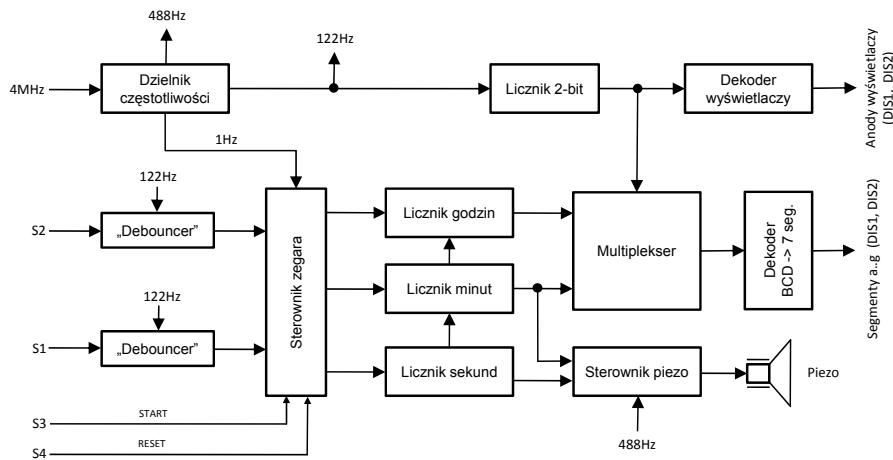 488Hz
122Hz
4MHz
Dzielnik
częstotliwości
Licznik 2-bit
Dekoder
wyświetlaczy
Anody wyświetlaczy
(DIS1, DIS2)
1Hz
122Hz
S2
„Debouncer”
Sterownik zegara
Licznik godzin
Multiplekser
Dekoder
BCD -> 7 seg.
Segmenty a..g (DIS1, DIS2)
Licznik minut
122Hz
S1
„Debouncer”
Licznik sekund
Sterownik piezo
Piezo
S3
START
S4
RESET
488Hz